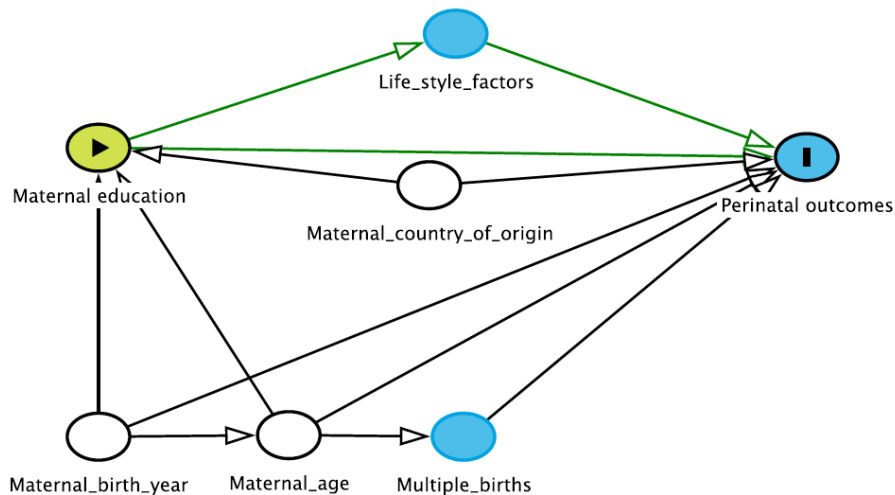 Life_style_factors
Maternal education
Maternal_country_of_origin
Perinatal outcomes
Maternal_birth_year
Maternal_age
Multiple_births